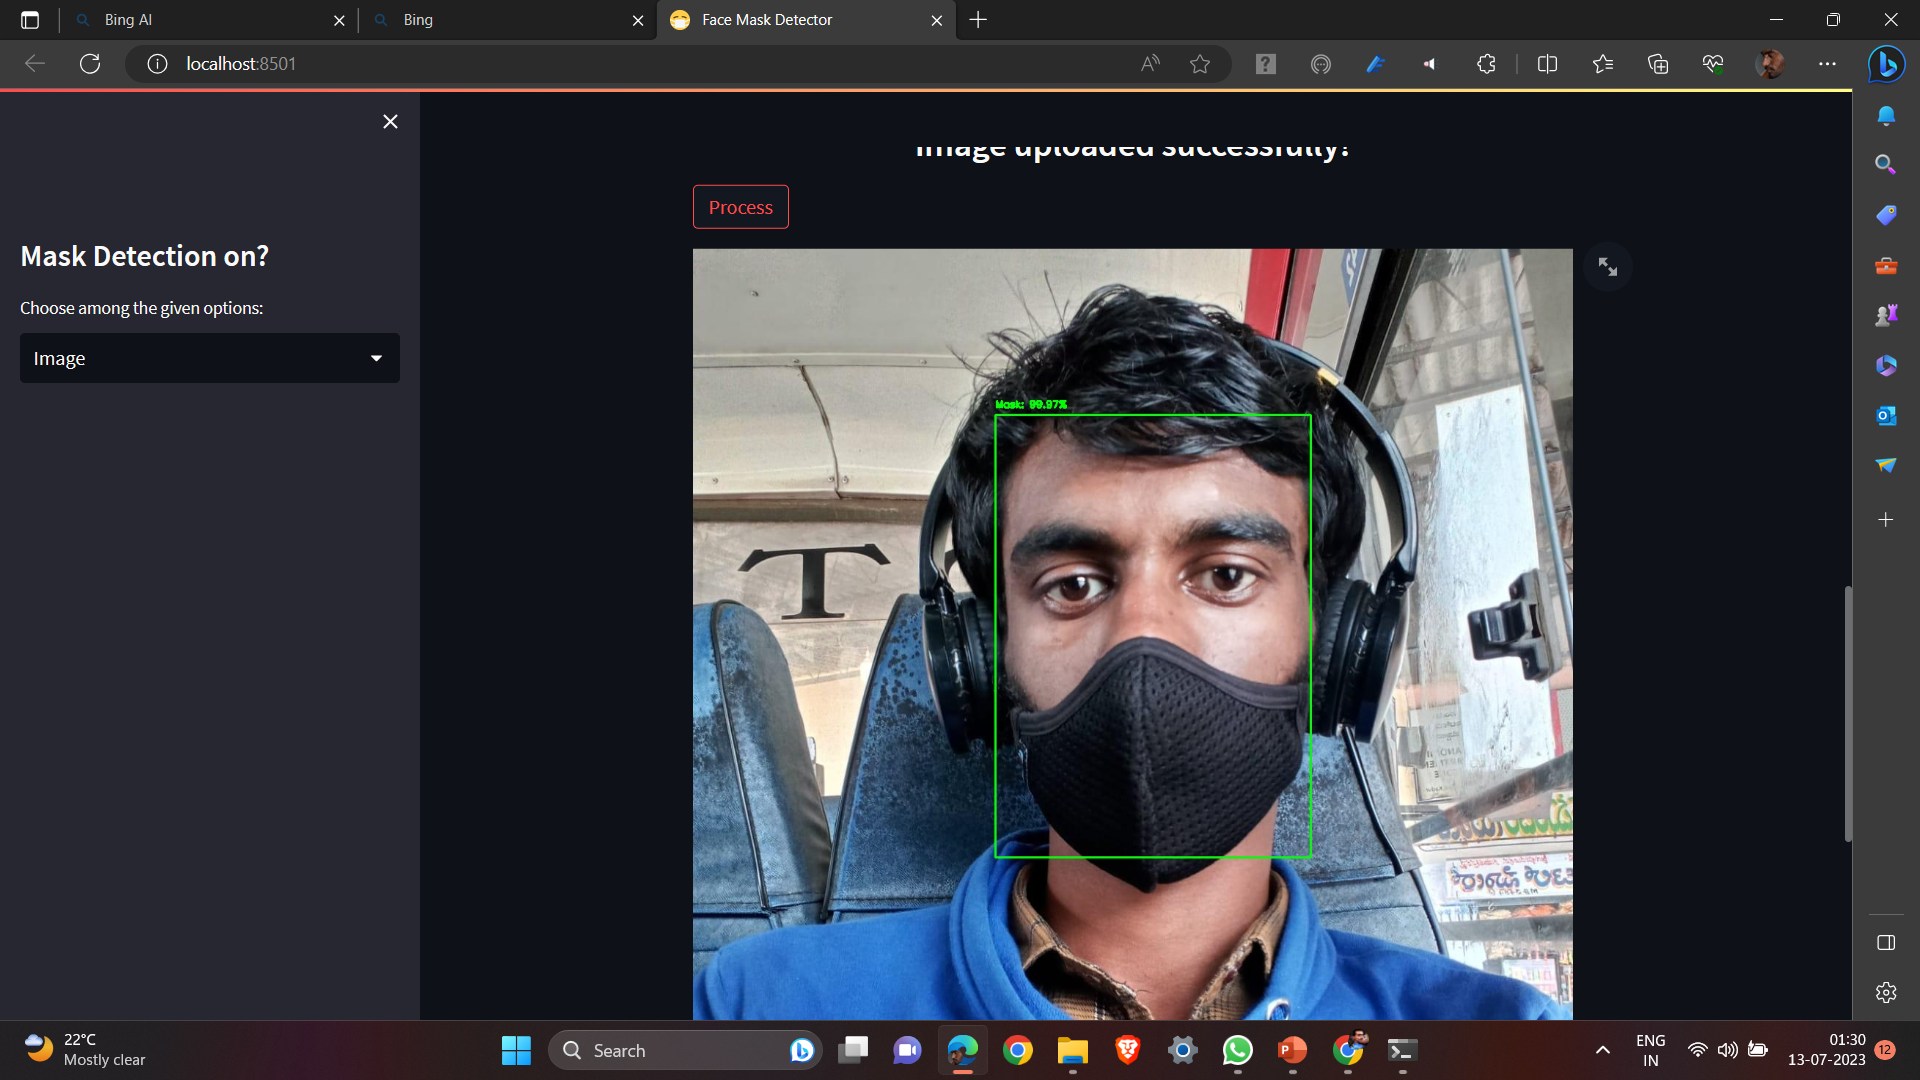 Bing AI
Bing
Face Mask Detector
localhost:8501
Image uploaded successfully!
Process
Mask Detection on?
Choose among the given options:
Image
Mask: 99.97%
T
22°C
Mostly clear
Search
ENG
IN
01:30
13-07-2023
12